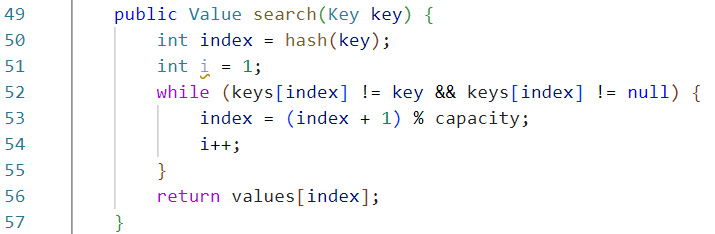 49 public Value search(Key key) {
50 int index = hash(key);
51 int i = 1;
52 while (keys[index] != key && keys[index] != null) {
53 index = (index + 1) % capacity;
54 i++;
55 }
56 return values[index];
57 }